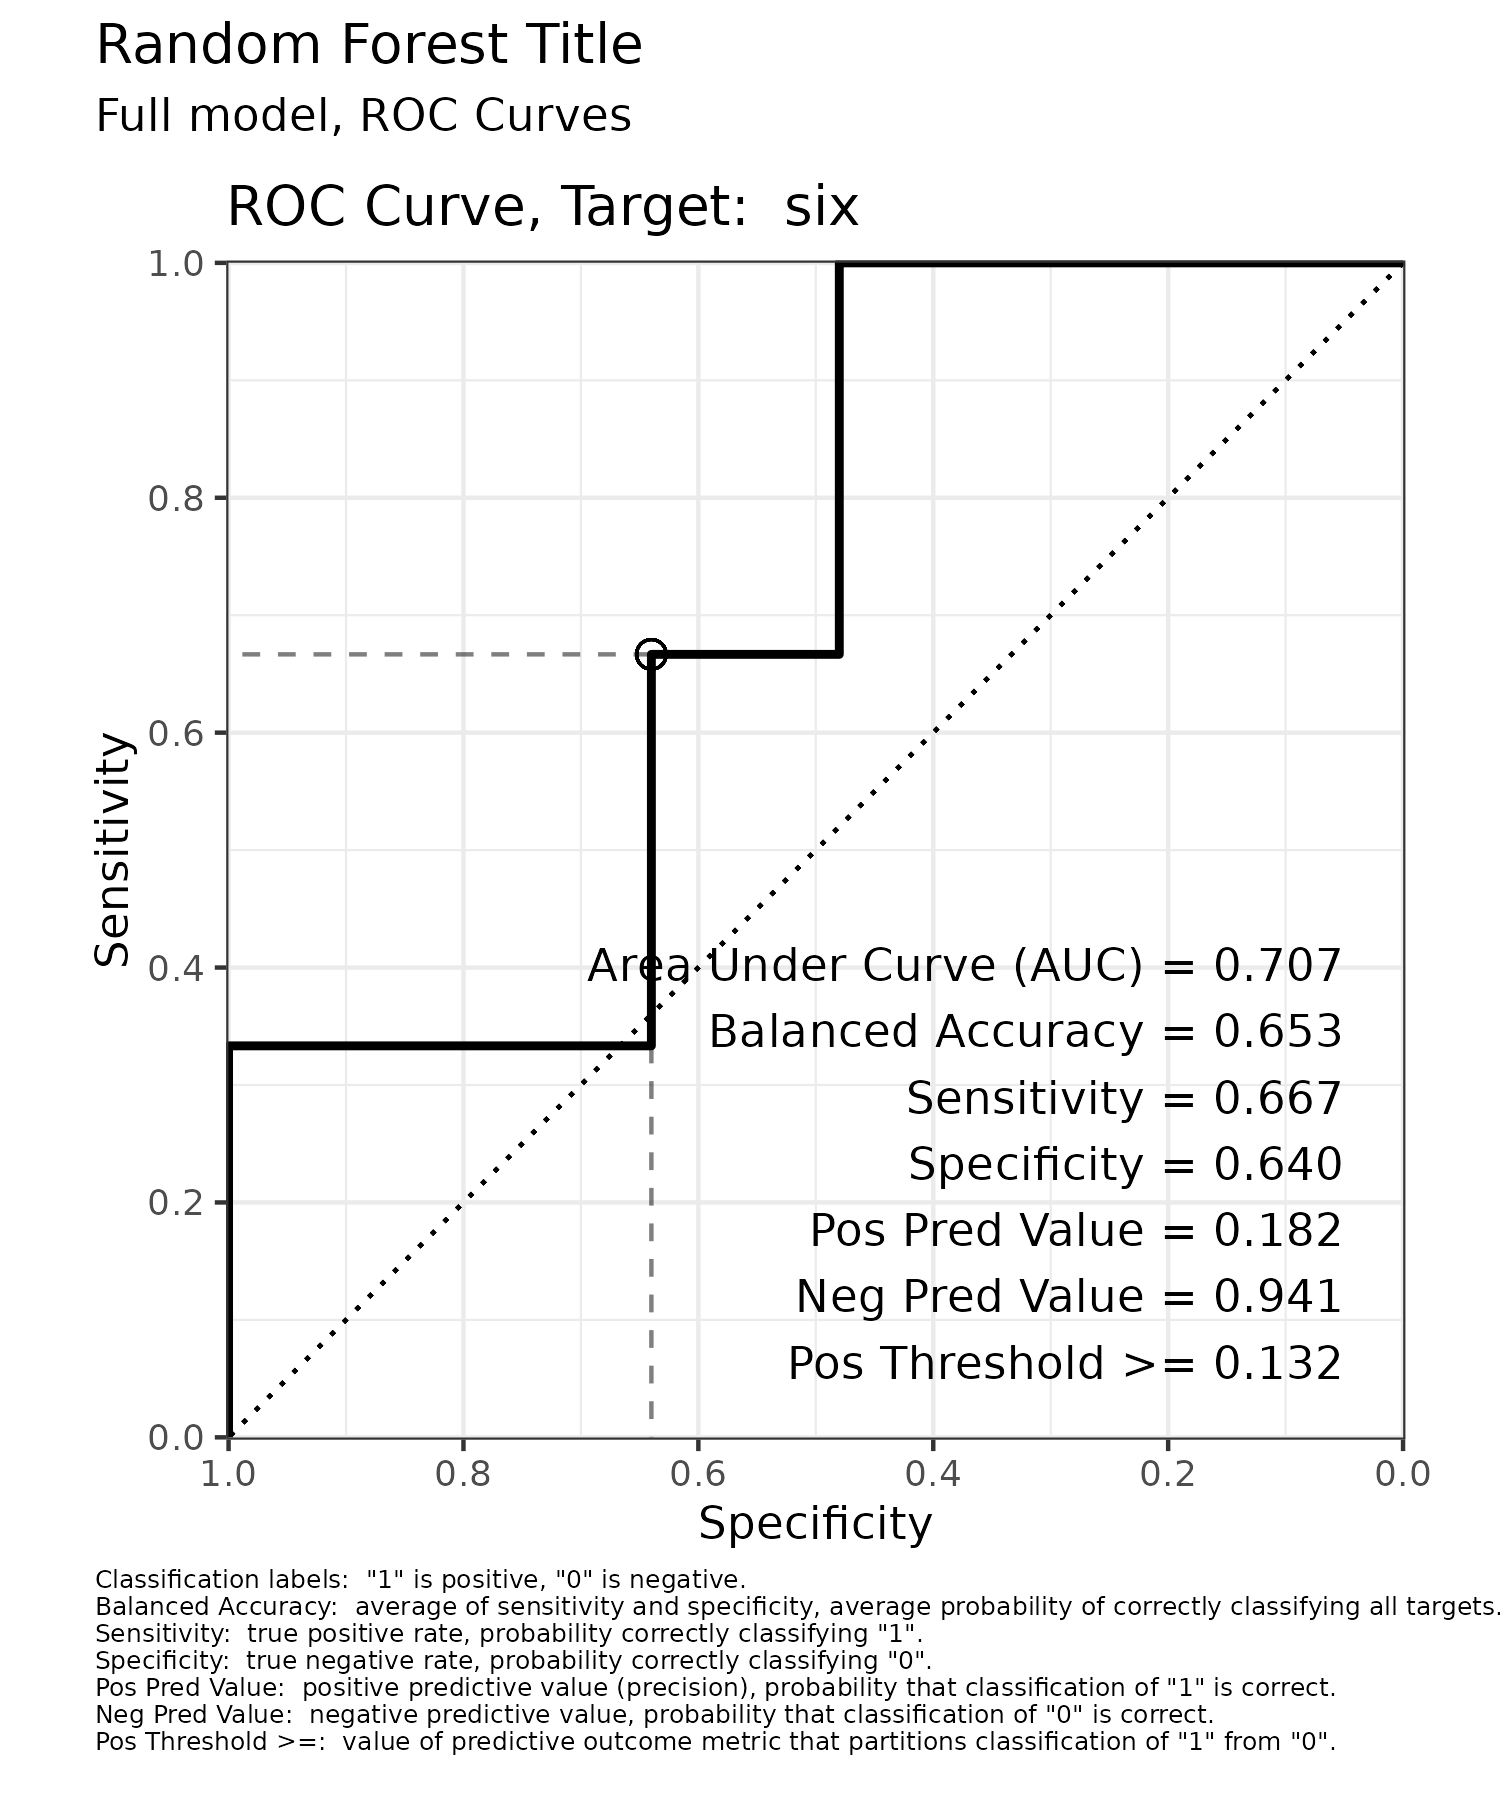 Random Forest Title
Full model, ROC Curves
ROC Curve, Target:  six
1.0
0.8
0.6
0.4
0.2
0.0
Sensitivity
Area Under Curve (AUC) = 0.707
Balanced Accuracy = 0.653
Sensitivity = 0.667
Specificity = 0.640
Pos Pred Value = 0.182
Neg Pred Value = 0.941
Pos Threshold >= 0.132
1.0 0.8 0.6 0.4 0.2 0.0
Specificity
Classification labels:  "1" is positive, "0" is negative.
Balanced Accuracy:  average of sensitivity and specificity, average probability of correctly classifying all targets.
Sensitivity:  true positive rate, probability correctly classifying "1".
Specificity:  true negative rate, probability correctly classifying "0".
Pos Pred Value:  positive predictive value (precision), probability that classification of "1" is correct.
Neg Pred Value:  negative predictive value, probability that classification of "0" is correct.
Pos Threshold >=:  value of predictive outcome metric that partitions classification of "1" from "0".